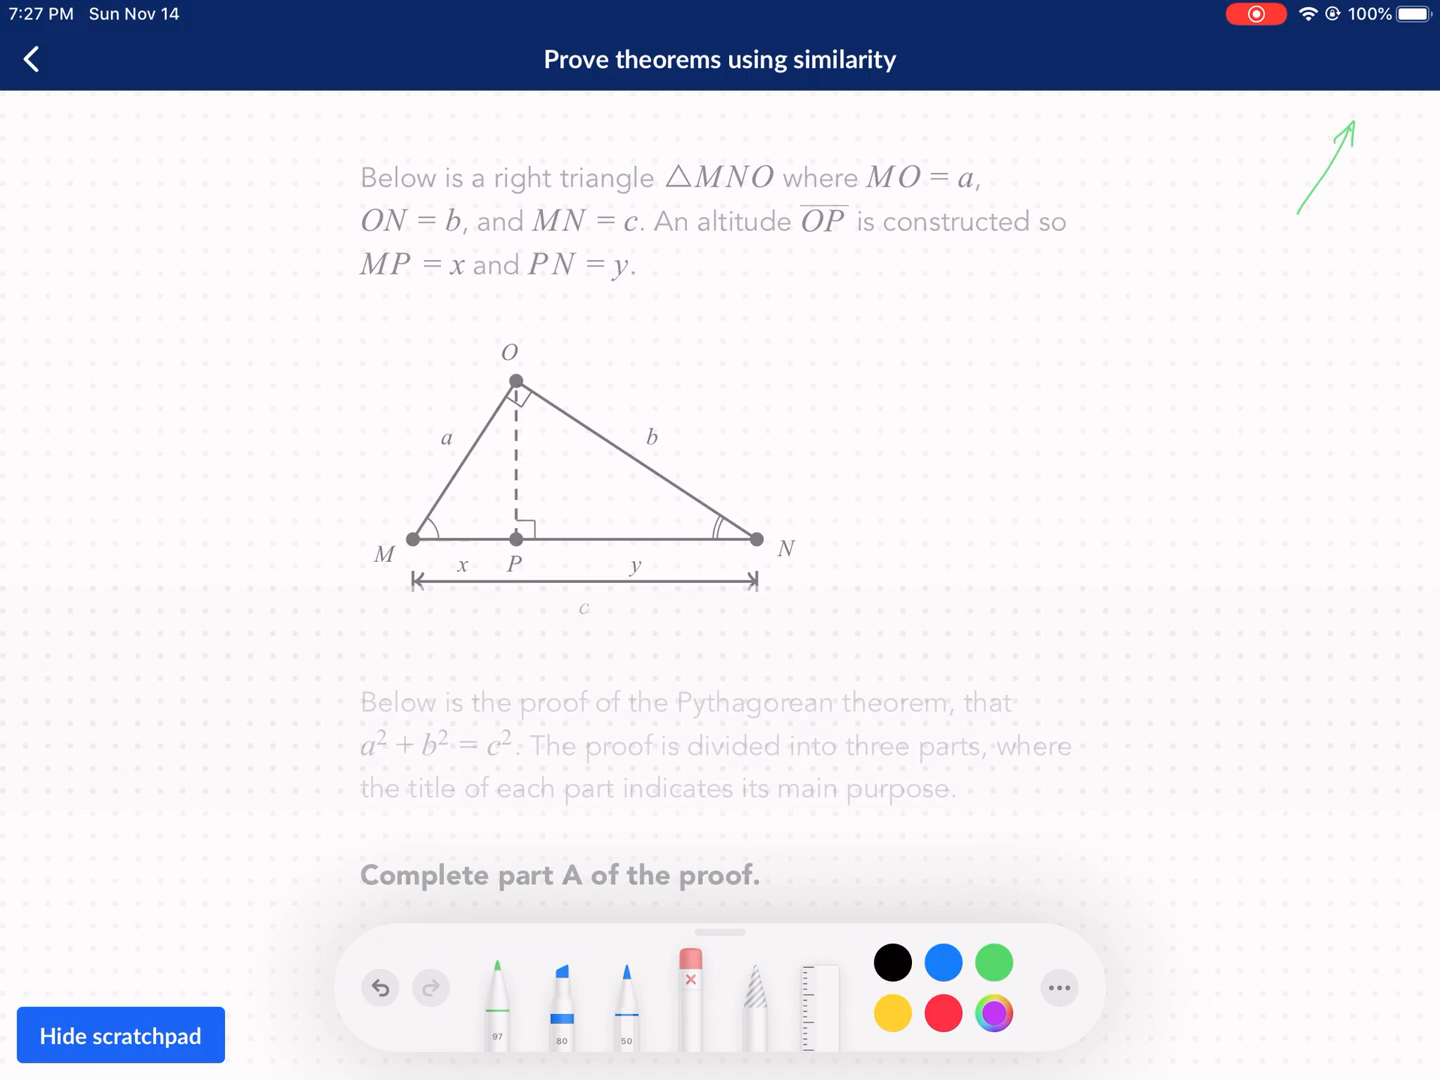 7:27 PM Sun Nov 14 100%
Prove theorems using similarity
Below is a right triangle △MNO where MO = a,
ON = b, and MN = c. An altitude \overline{OP} is constructed so
MP = x and PN = y.
O
a
b
M
x
P
y
N
c
Below is the proof of the Pythagorean theorem, that
a² + b² = c². The proof is divided into three parts, where
the title of each part indicates its main purpose.
Complete part A of the proof.
97
80
50
Hide scratchpad